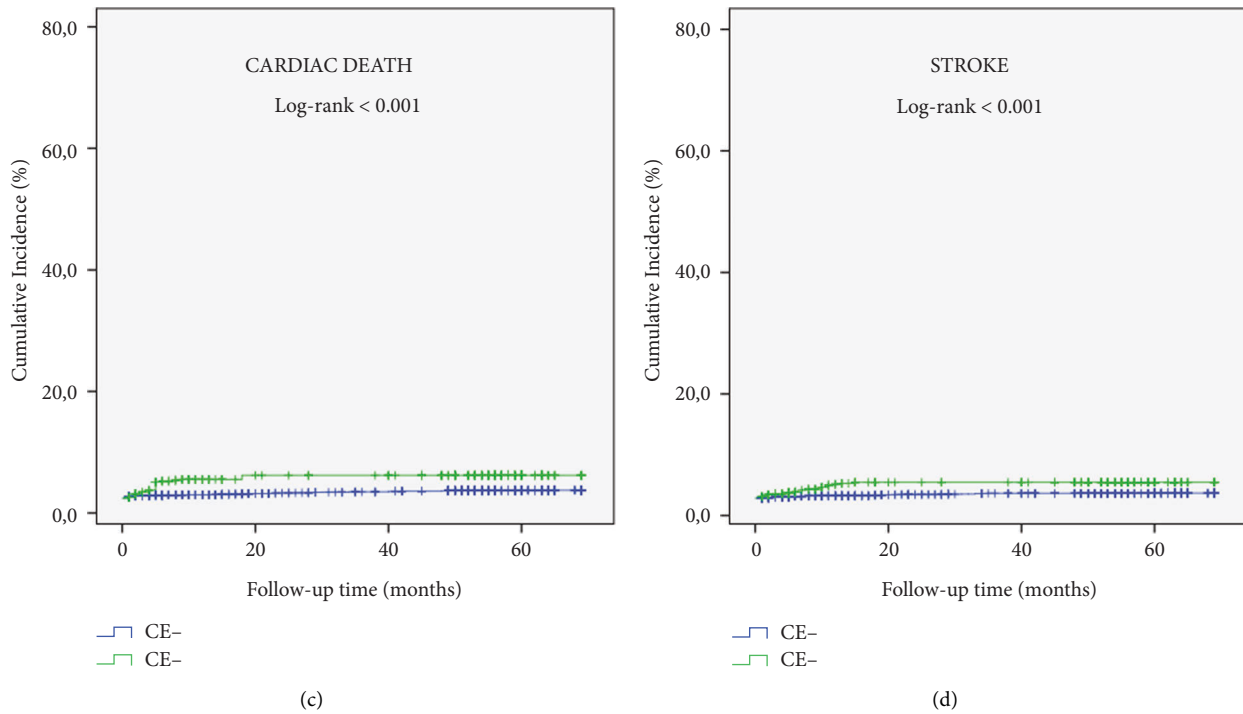 80,0
60,0
40,0
20,0
0,0
Cumulative Incidence (%)
CARDIAC DEATH
Log-rank < 0.001
0
20
40
60
Follow-up time (months)
CE–
CE–
(c)
80,0
60,0
40,0
20,0
0,0
Cumulative Incidence (%)
STROKE
Log-rank < 0.001
0
20
40
60
Follow-up time (months)
CE–
CE–
(d)